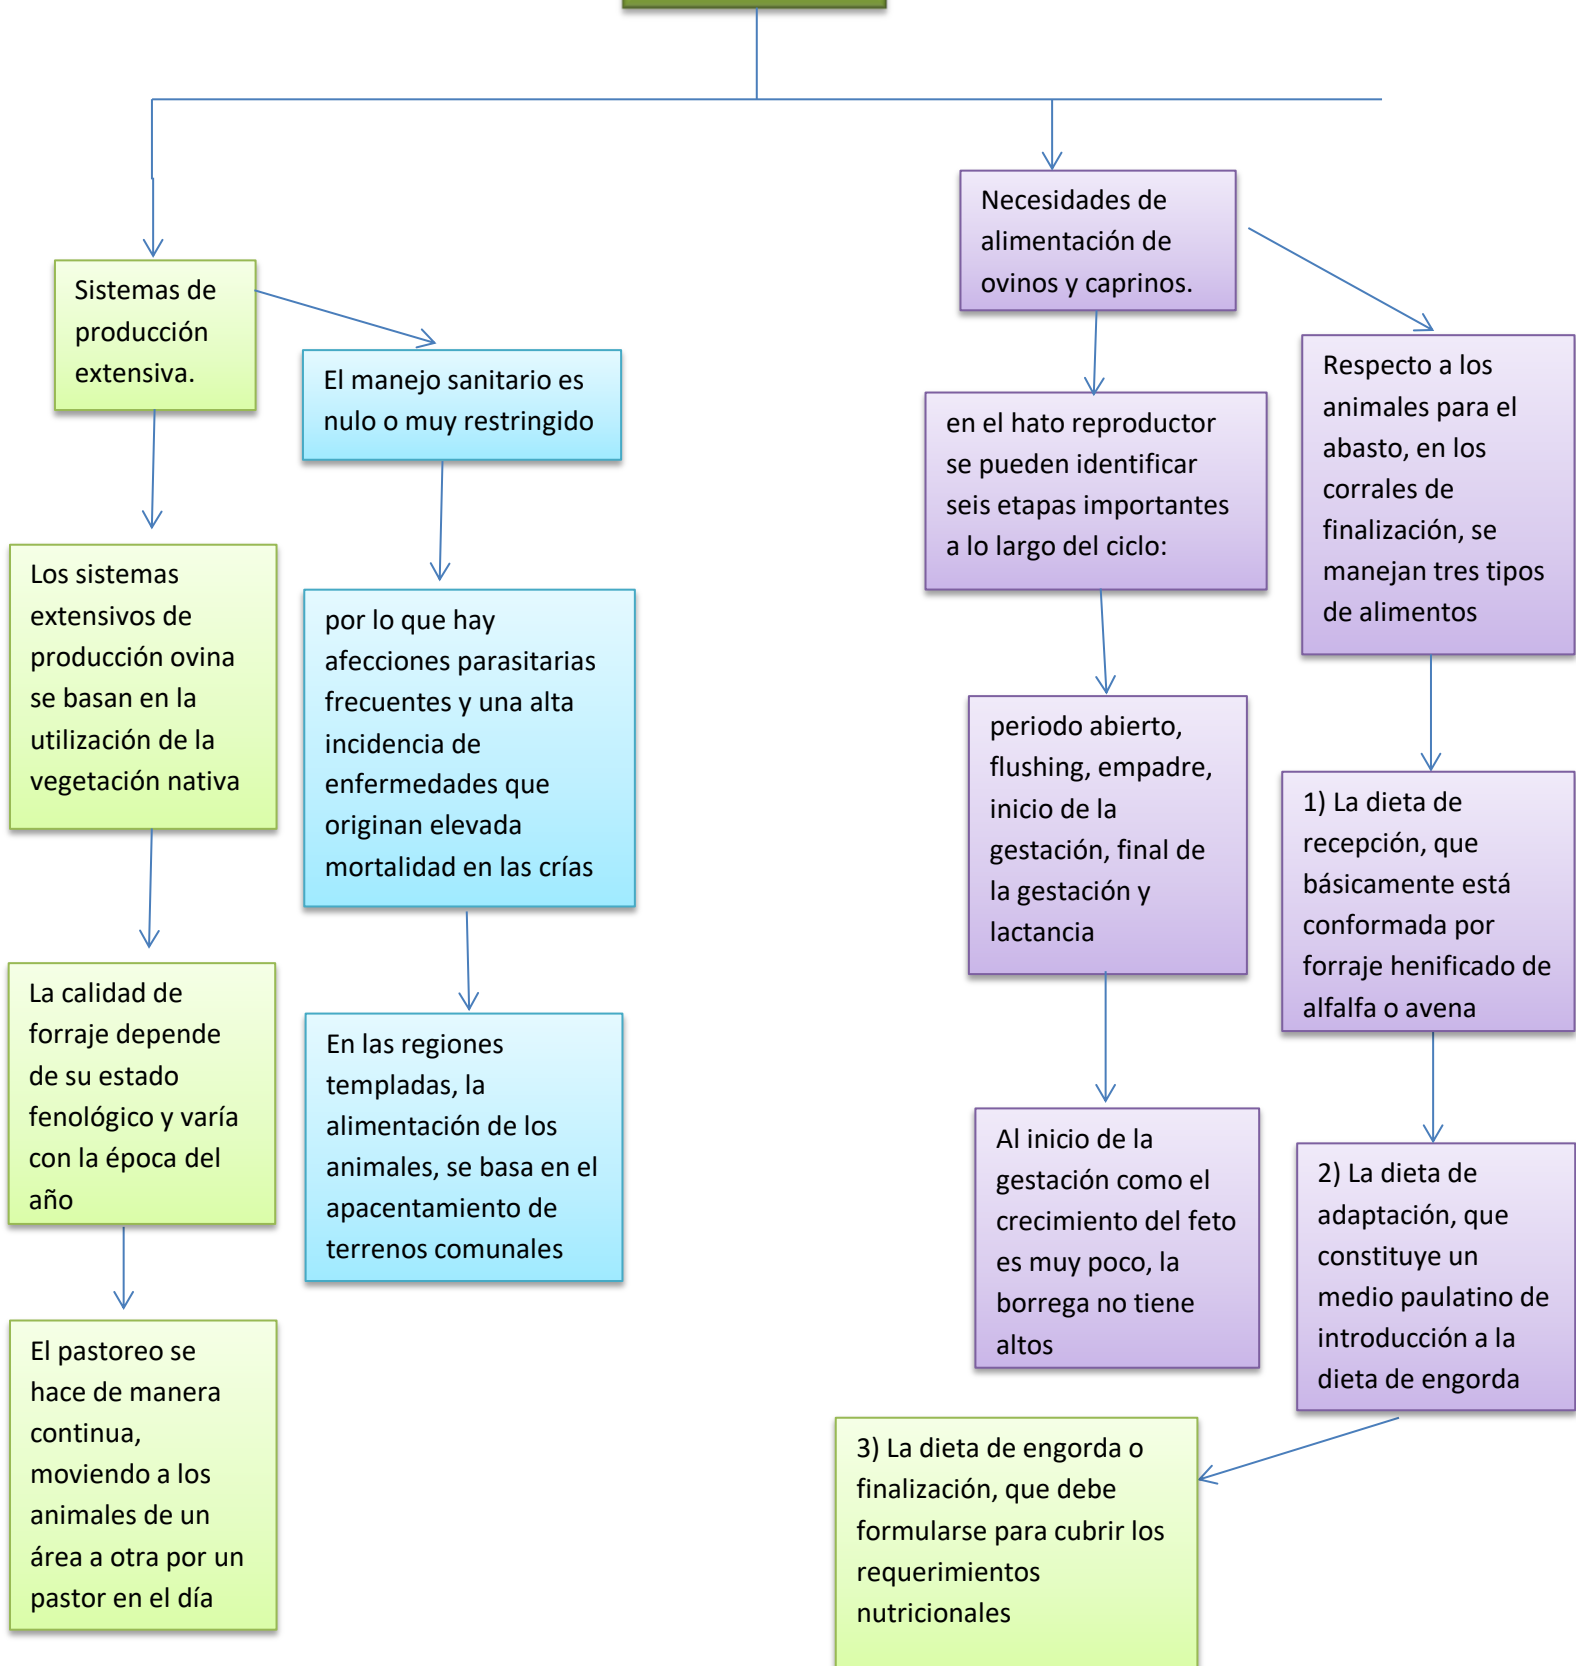 Sistemas de
producción
extensiva.
Los sistemas
extensivos de
producción ovina
se basan en la
utilización de la
vegetación nativa
La calidad de
forraje depende
de su estado
fenológico y varía
con la época del
año
El pastoreo se
hace de manera
continua,
moviendo a los
animales de un
área a otra por un
pastor en el día
El manejo sanitario es
nulo o muy restringido
por lo que hay
afecciones parasitarias
frecuentes y una alta
incidencia de
enfermedades que
originan elevada
mortalidad en las crías
En las regiones
templadas, la
alimentación de los
animales, se basa en el
apacentamiento de
terrenos comunales
Necesidades de
alimentación de
ovinos y caprinos.
en el hato reproductor
se pueden identificar
seis etapas importantes
a lo largo del ciclo:
periodo abierto,
flushing, empadre,
inicio de la
gestación, final de
la gestación y
lactancia
Al inicio de la
gestación como el
crecimiento del feto
es muy poco, la
borrega no tiene
altos
Respecto a los
animales para el
abasto, en los
corrales de
finalización, se
manejan tres tipos
de alimentos
1) La dieta de
recepción, que
básicamente está
conformada por
forraje henificado de
alfalfa o avena
2) La dieta de
adaptación, que
constituye un
medio paulatino de
introducción a la
dieta de engorda
3) La dieta de engorda o
finalización, que debe
formularse para cubrir los
requerimientos
nutricionales